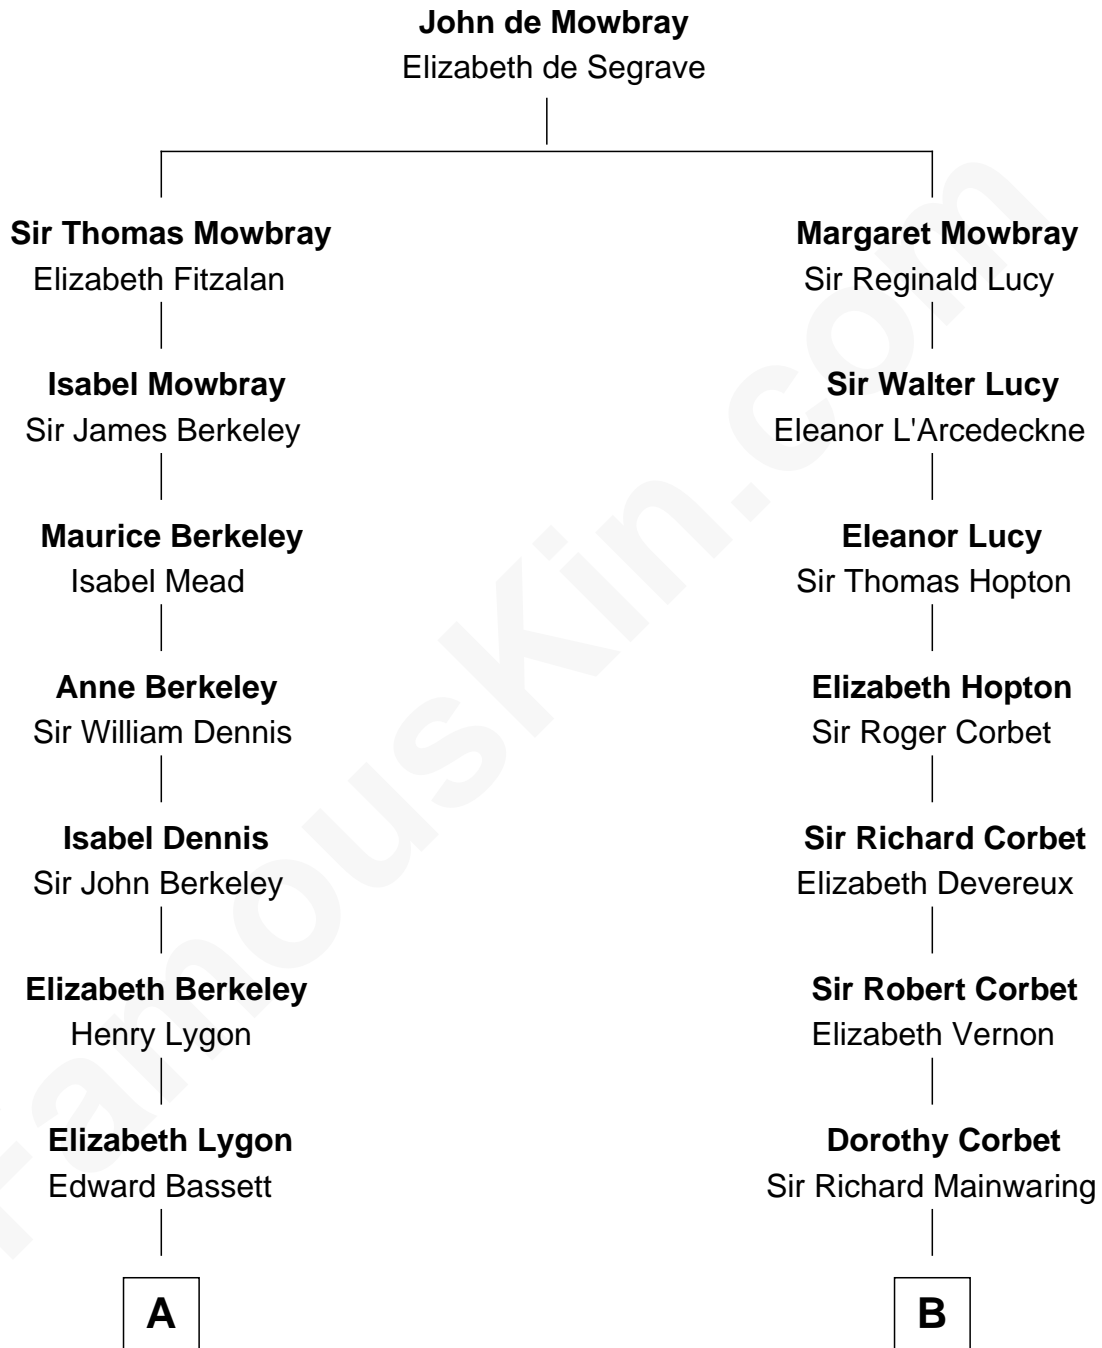 John de Mowbray
Elizabeth de Segrave
Sir Thomas Mowbray
Elizabeth Fitzalan
Isabel Mowbray
Sir James Berkeley
Maurice Berkeley
Isabel Mead
Anne Berkeley
Sir William Dennis
Isabel Dennis
Sir John Berkeley
Elizabeth Berkeley
Henry Lygon
Elizabeth Lygon
Edward Bassett
A
Margaret Mowbray
Sir Reginald Lucy
Sir Walter Lucy
Eleanor L'Arcedeckne
Eleanor Lucy
Sir Thomas Hopton
Elizabeth Hopton
Sir Roger Corbet
Sir Richard Corbet
Elizabeth Devereux
Sir Robert Corbet
Elizabeth Vernon
Dorothy Corbet
Sir Richard Mainwaring
B
FamousKin.com